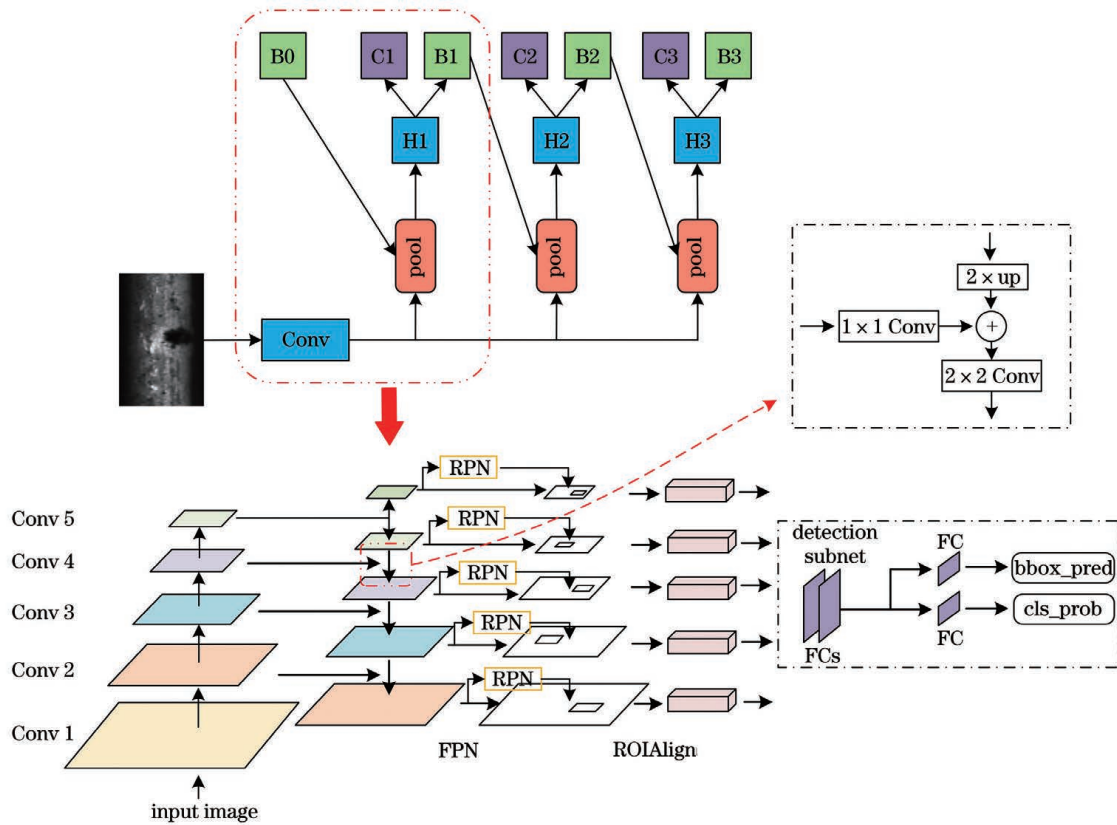 B0
C1
B1
C2
B2
C3
B3
H1
H2
H3
pool
pool
pool
Conv
2 × up
1 × 1 Conv
+
2 × 2 Conv
RPN
RPN
RPN
RPN
RPN
Conv 5
Conv 4
Conv 3
Conv 2
Conv 1
input image
FPN
ROIAlign
detection
subnet
FCs
FC
FC
bbox_pred
cls_prob